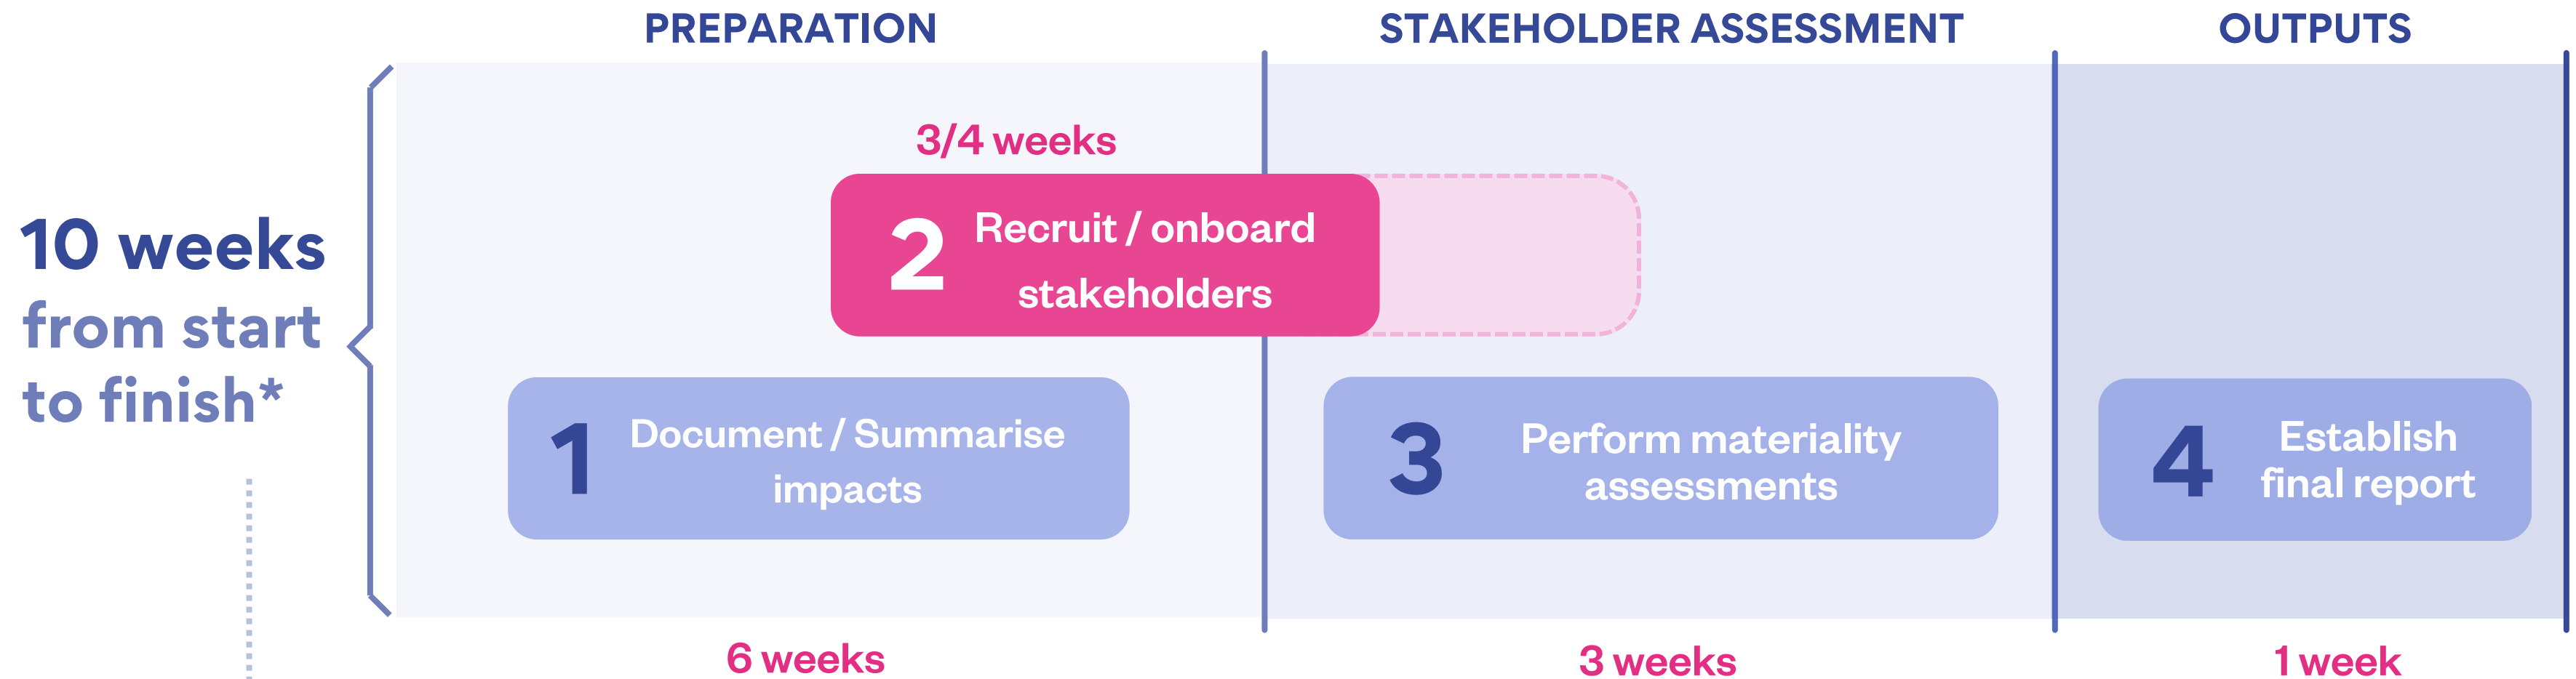 PREPARATION
STAKEHOLDER ASSESSMENT
OUTPUTS
10 weeks
from start
to finish*
3/4 weeks
2
Recruit / onboard
stakeholders
1
Document / Summarise
impacts
3
Perform materiality
assessments
4
Establish
final report
6 weeks
3 weeks
1 week